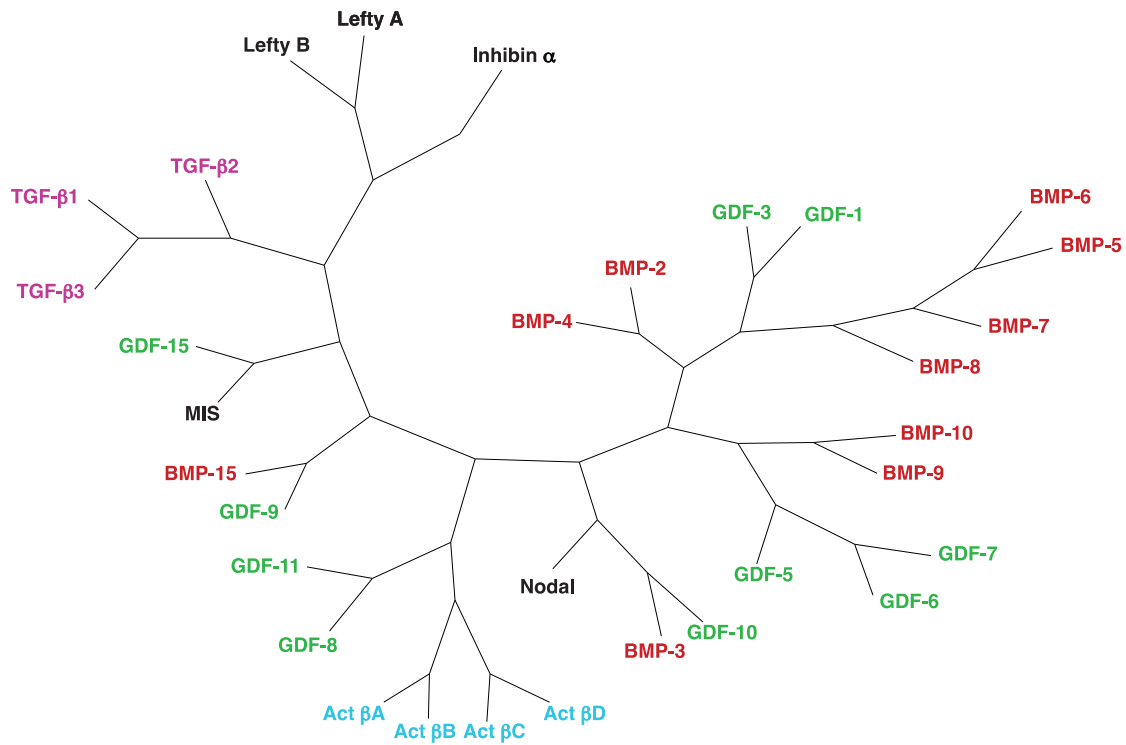 Lefty A
Lefty B
Inhibin α
TGF-β2
TGF-β1
TGF-β3
GDF-3
GDF-1
BMP-6
BMP-5
BMP-2
BMP-4
BMP-7
BMP-8
GDF-15
MIS
BMP-10
BMP-15
BMP-9
GDF-9
GDF-11
GDF-7
GDF-5
Nodal
GDF-6
GDF-8
GDF-10
BMP-3
Act βA
Act βB
Act βC
Act βD